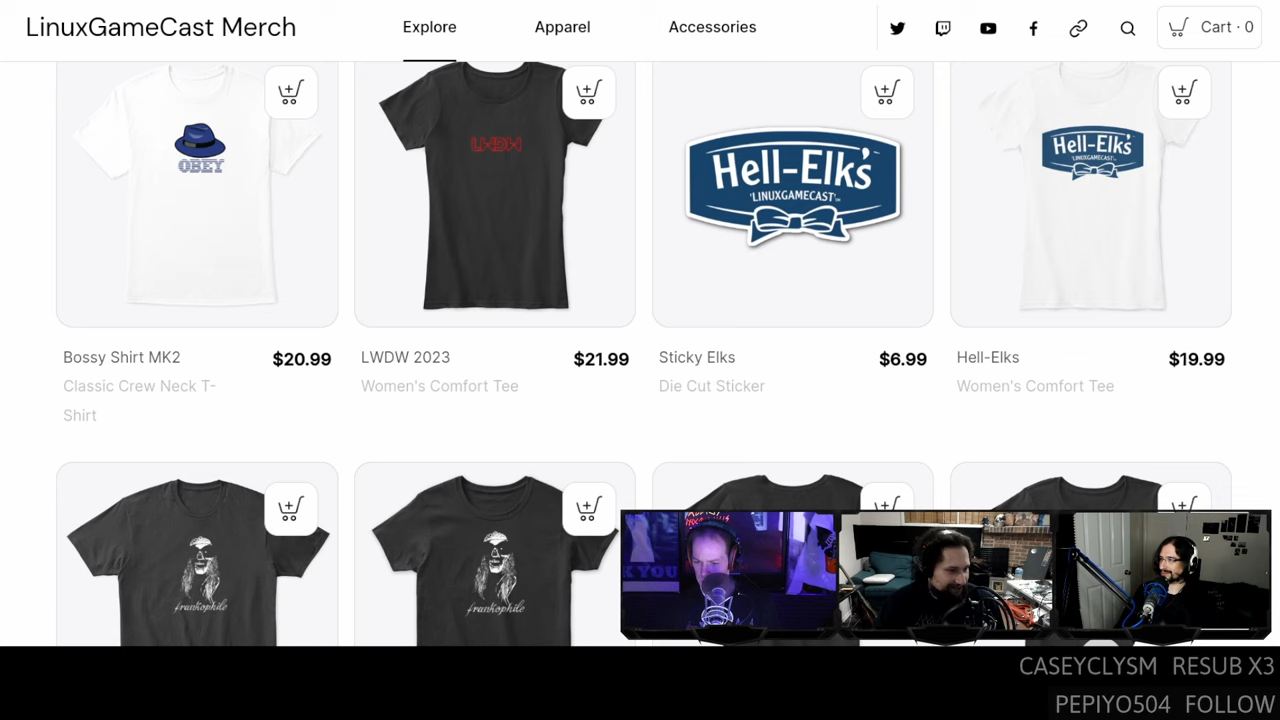 LinuxGameCast Merch
Explore
Apparel
Accessories
Cart · 0
OBEY
LWDW
Hell-Elk's
'LINUXGAMECAST'
Hell-Elk's
'LINUXGAMECAST'
Bossy Shirt MK2
$20.99
Classic Crew Neck T-
Shirt
LWDW 2023
$21.99
Women's Comfort Tee
Sticky Elks
$6.99
Die Cut Sticker
Hell-Elks
$19.99
Women's Comfort Tee
frankophile
frankophile
K YOU
CASEYCLYSM RESUB X3
PEPIYO504 FOLLOW